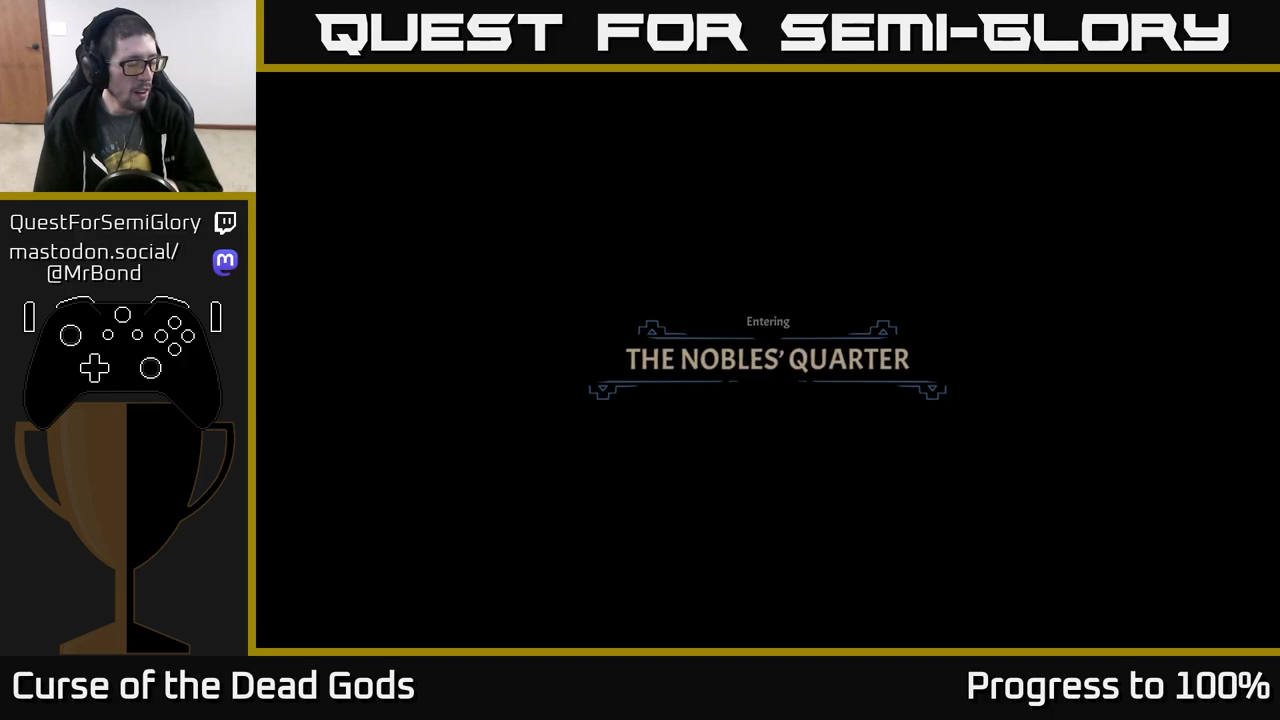 QUEST FOR SEMI-GLORY
QuestForSemiGlory
mastodon.social/
@MrBond
Entering
THE NOBLES' QUARTER
Curse of the Dead Gods
Progress to 100%